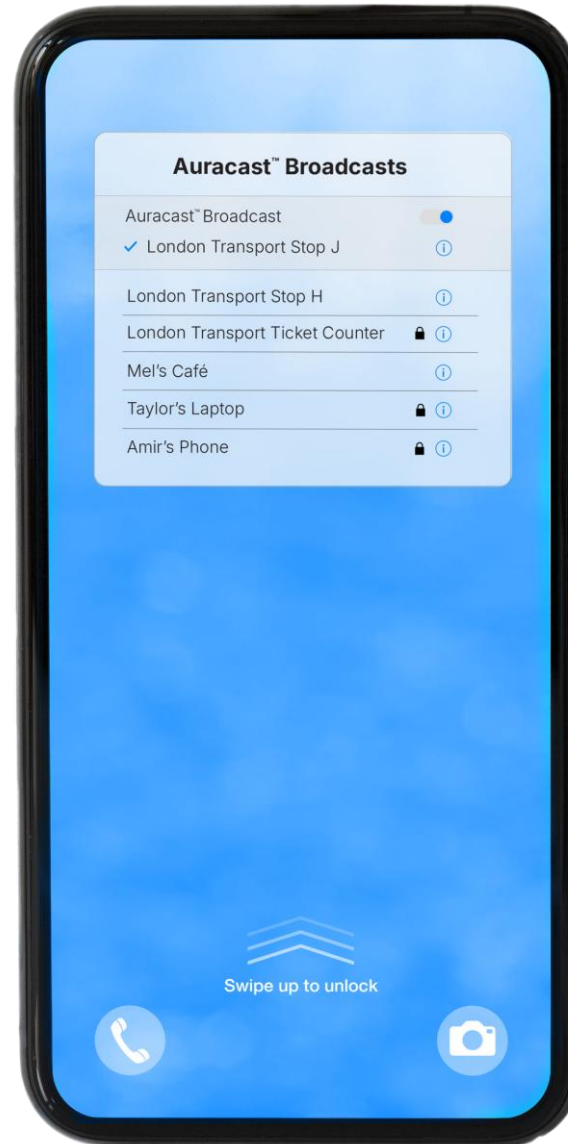 Auracast™ Broadcasts
Auracast™ Broadcast
London Transport Stop J
London Transport Stop H
London Transport Ticket Counter
Mel's Café
Taylor's Laptop
Amir's Phone
Swipe up to unlock